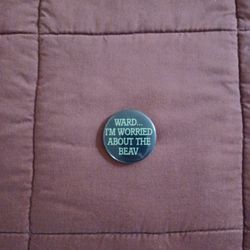 WARD...
I'M WORRIED
ABOUT THE
BEAV.